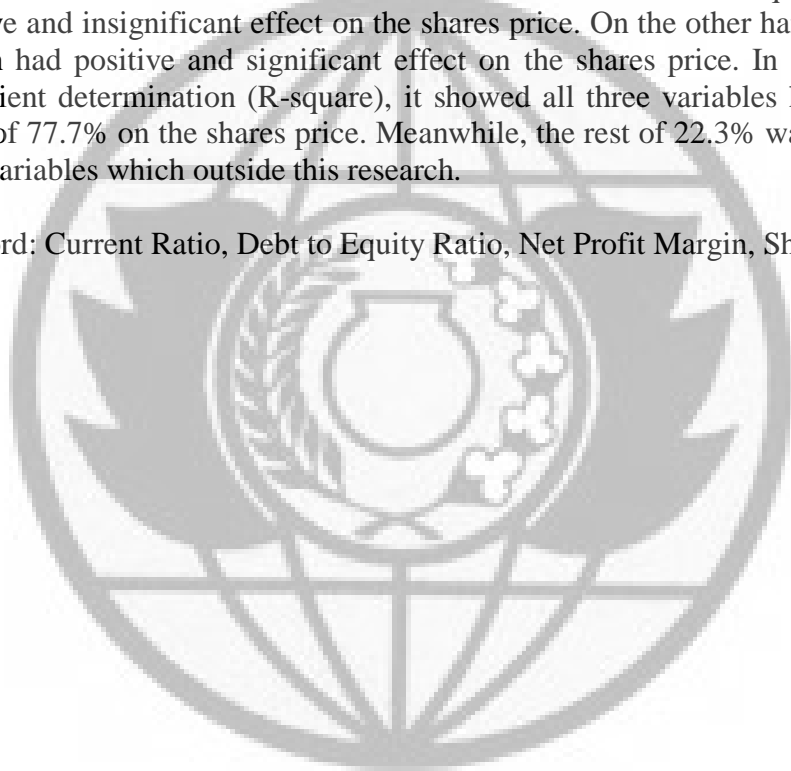 ve and insignificant effect on the shares price. On the other ha
had positive and significant effect on the shares price. In
ient determination (R-square), it showed all three variables
of 77.7% on the shares price. Meanwhile, the rest of 22.3% wa
ariables which outside this research.
rd: Current Ratio, Debt to Equity Ratio, Net Profit Margin, Sh